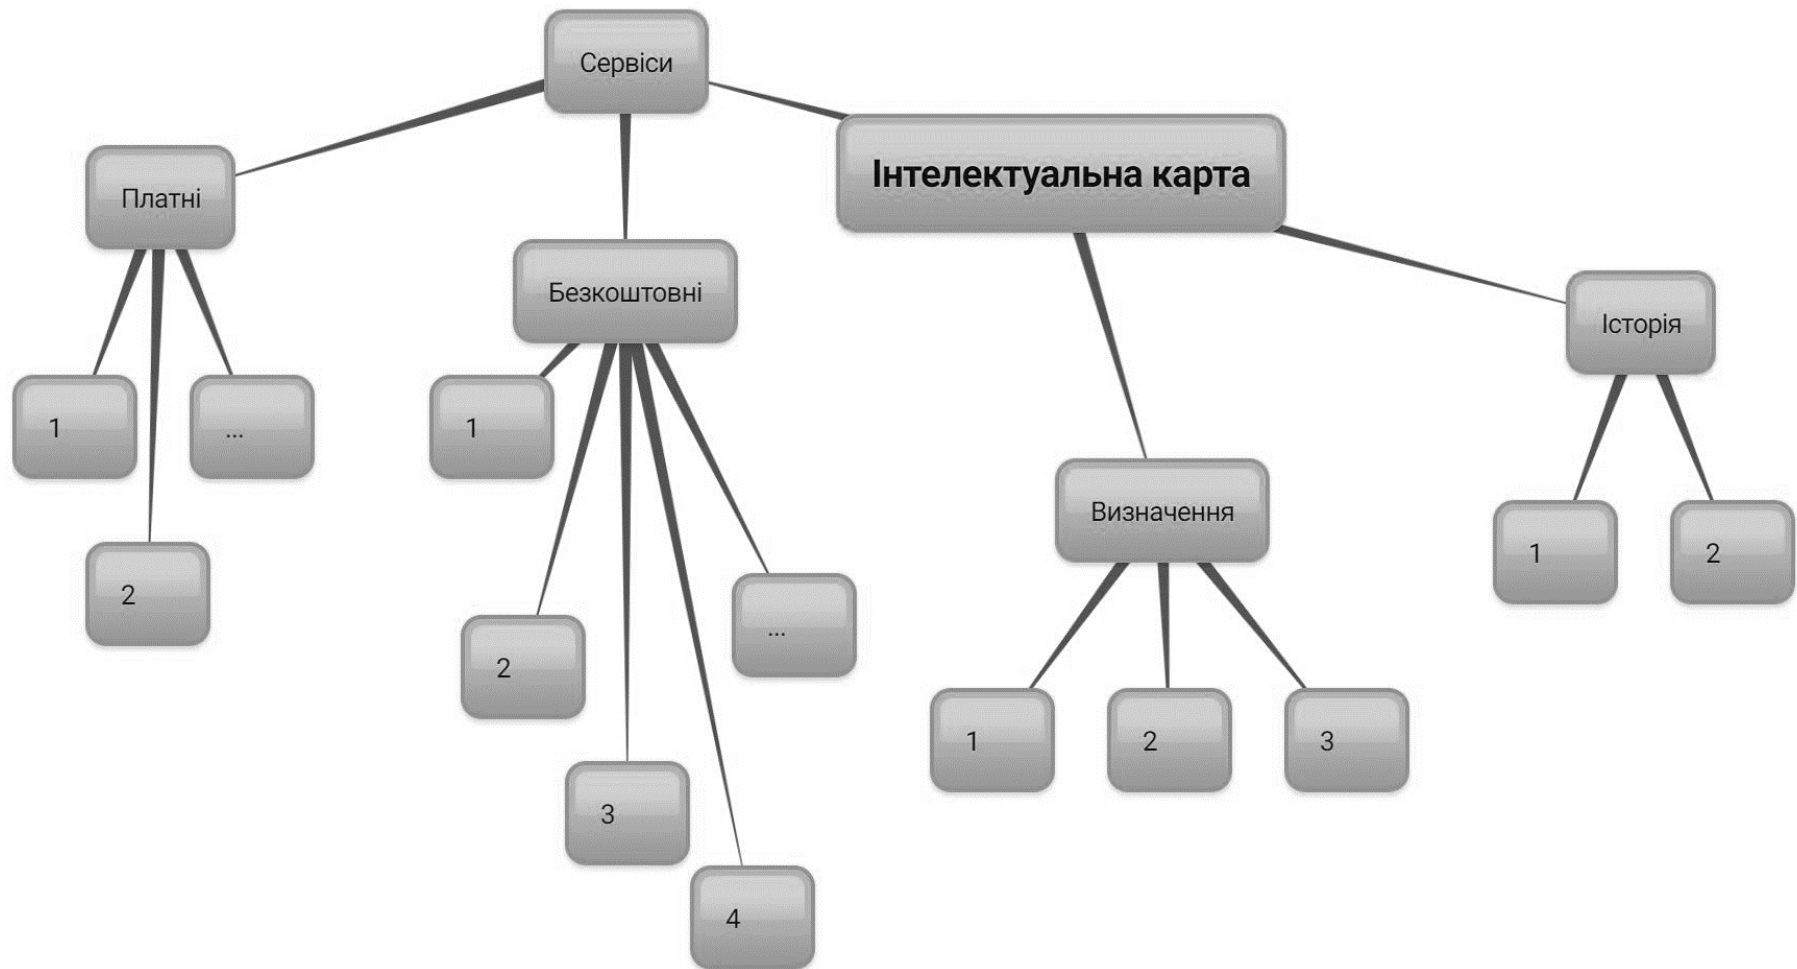 Сервіси
Інтелектуальна карта
Платні
Безкоштовні
Історія
1
...
1
Визначення
1
2
2
...
2
1
2
3
3
4